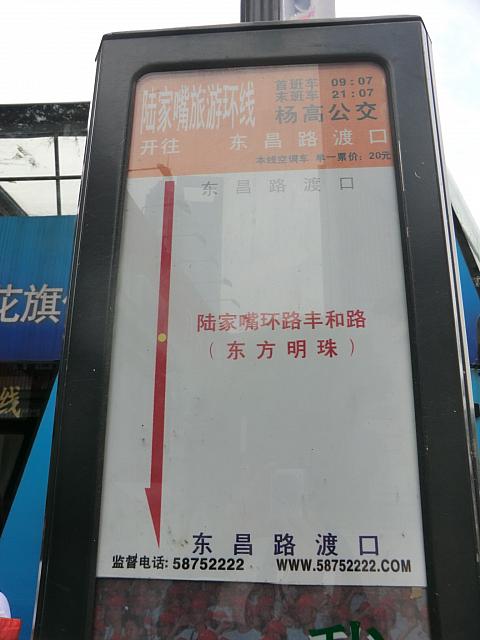 陆家嘴旅游环线
首班车 09:07
末班车 21:07
杨高公交
开往 东昌路渡口
本线空调车 单一票价：20元
东昌路渡口
陆家嘴环路丰和路
（东方明珠）
东昌路渡口
监督电话：58752222 WWW.58752222.COM
花旗
线